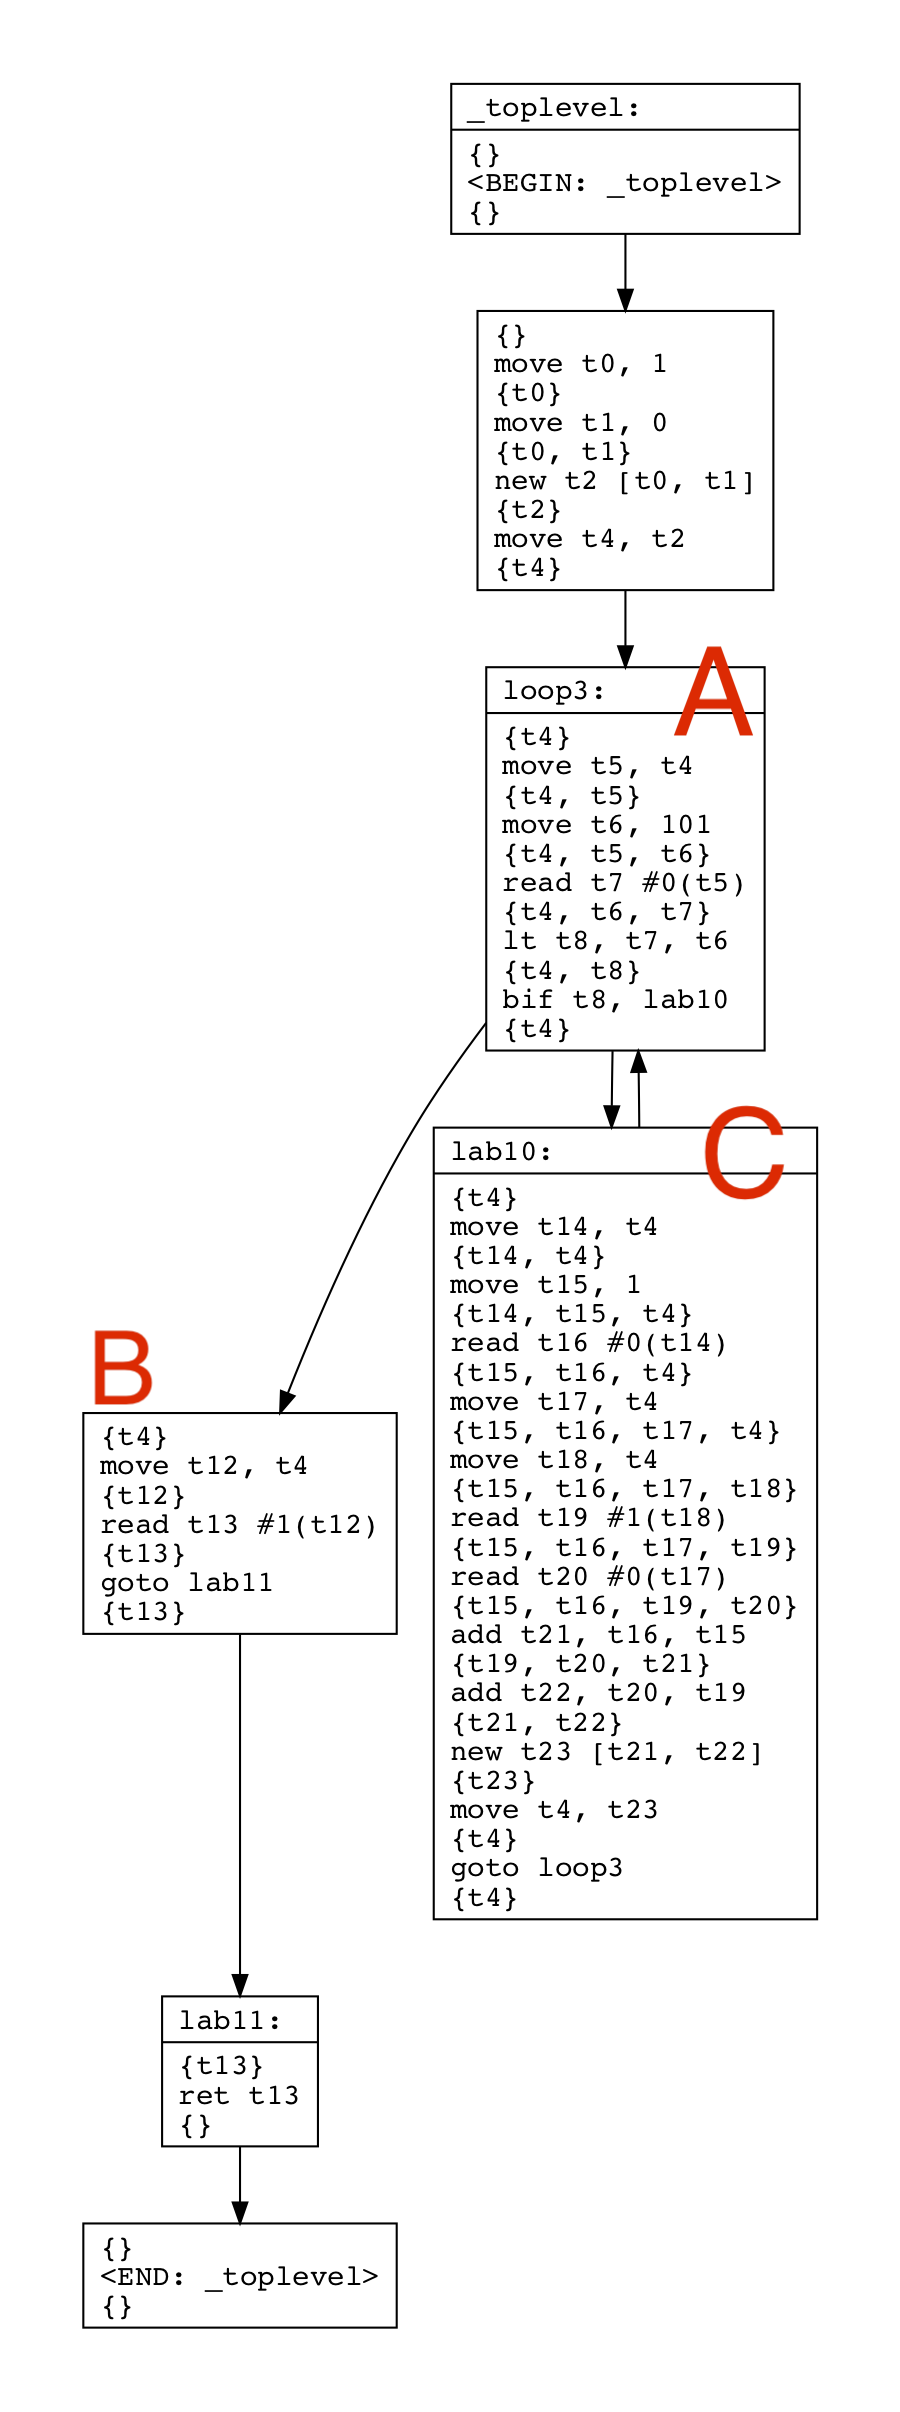 _toplevel:
{}
<BEGIN: _toplevel>
{}
{}
move t0, 1
{t0}
move t1, 0
{t0, t1}
new t2 [t0, t1]
{t2}
move t4, t2
{t4}
A
loop3:
{t4}
move t5, t4
{t4, t5}
move t6, 101
{t4, t5, t6}
read t7 #0(t5)
{t4, t6, t7}
lt t8, t7, t6
{t4, t8}
bif t8, lab10
{t4}
C
lab10:
{t4}
move t14, t4
{t14, t4}
move t15, 1
{t14, t15, t4}
read t16 #0(t14)
{t15, t16, t4}
move t17, t4
{t15, t16, t17, t4}
move t18, t4
{t15, t16, t17, t18}
read t19 #1(t18)
{t15, t16, t17, t19}
read t20 #0(t17)
{t15, t16, t19, t20}
add t21, t16, t15
{t19, t20, t21}
add t22, t20, t19
{t21, t22}
new t23 [t21, t22]
{t23}
move t4, t23
{t4}
goto loop3
{t4}
B
{t4}
move t12, t4
{t12}
read t13 #1(t12)
{t13}
goto lab11
{t13}
lab11:
{t13}
ret t13
{}
{}
<END: _toplevel>
{}